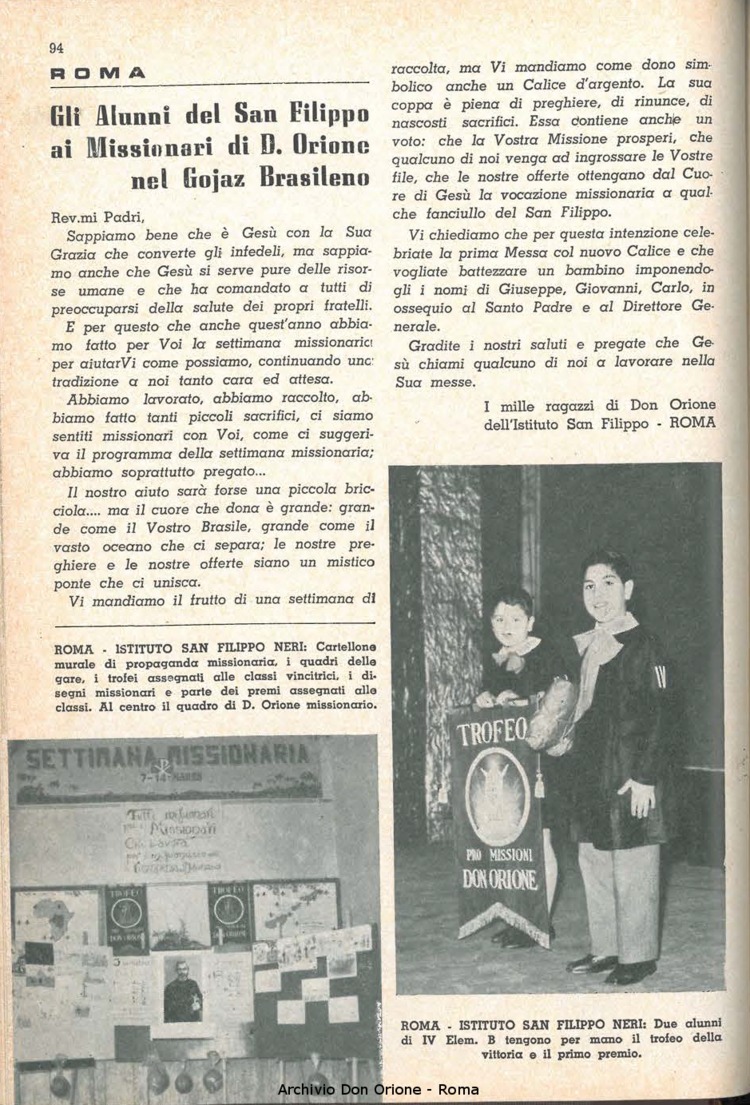 94
ROMA
Gli Alunni del San Filippo
ai Missionari di D. Orione
nel Gojaz Brasileno
Rev.mi Padri,
Sappiamo bene che è Gesù con la Sua
Grazia che converte gli infedeli, ma sappia-
mo anche che Gesù si serve pure delle risor-
se umane e che ha comandato a tutti di
preoccuparsi della salute dei propri fratelli.
E per questo che anche quest'anno abbia-
mo fatto per Voi la settimana missionaria
per aiutarVi come possiamo, continuando una
tradizione a noi tanto cara ed attesa.
Abbiamo lavorato, abbiamo raccolto, ab-
biamo fatto tanti piccoli sacrifici, ci siamo
sentiti missionari con Voi, come ci suggeri-
va il programma della settimana missionaria;
abbiamo soprattutto pregato...
Il nostro aiuto sarà forse una piccola bric-
ciola.... ma il cuore che dona è grande: gran-
de come il Vostro Brasile, grande come il
vasto oceano che ci separa; le nostre pre-
ghiere e le nostre offerte siano un mistico
ponte che ci unisca.
Vi mandiamo il frutto di una settimana di
raccolta, ma Vi mandiamo come dono sim-
bolico anche un Calice d'argento. La sua
coppa è piena di preghiere, di rinunce, di
nascosti sacrifici. Essa contiene anche un
voto: che la Vostra Missione prosperi, che
qualcuno di noi venga ad ingrossare le Vostre
file, che le nostre offerte ottengano dal Cuo-
re di Gesù la vocazione missionaria a qual-
che fanciullo del San Filippo.
Vi chiediamo che per questa intenzione cele-
briate la prima Messa col nuovo Calice e che
vogliate battezzare un bambino imponendo-
gli i nomi di Giuseppe, Giovanni, Carlo, in
ossequio al Santo Padre e al Direttore Ge-
nerale.
Gradite i nostri saluti e pregate che Ge-
sù chiami qualcuno di noi a lavorare nella
Sua messe.
I mille ragazzi di Don Orione
dell'Istituto San Filippo - ROMA
ROMA - ISTITUTO SAN FILIPPO NERI: Cartellone
murale di propaganda missionaria, i quadri delle
gare, i trofei assegnati alle classi vincitrici, i di-
segni missionari e parte dei premi assegnati alle
classi. Al centro il quadro di D. Orione missionario.
SETTIMANA MISSIONARIA
7-14 MARZO
Tutti
Missionari
TROFEO
DON ORIONE
TROFEO
DON ORIONE
TROFEO
PRO MISSIONI
DON ORIONE
ROMA - ISTITUTO SAN FILIPPO NERI: Due alunni
di IV Elem. B tengono per mano il trofeo della
vittoria e il primo premio.
Archivio Don Orione - Roma